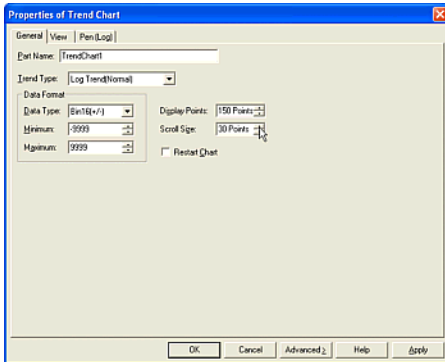 Properties of Trend Chart
General View Pen (Log)
Part Name: TrendChart1
Trend Type: Log Trend(Normal)
Data Format
Data Type: Bin16(+/-) Display Points: 150 Points
Minimum: -9999 Scroll Size: 30 Points
Maximum: 9999 Restart Chart
OK Cancel Advanced > Help Apply